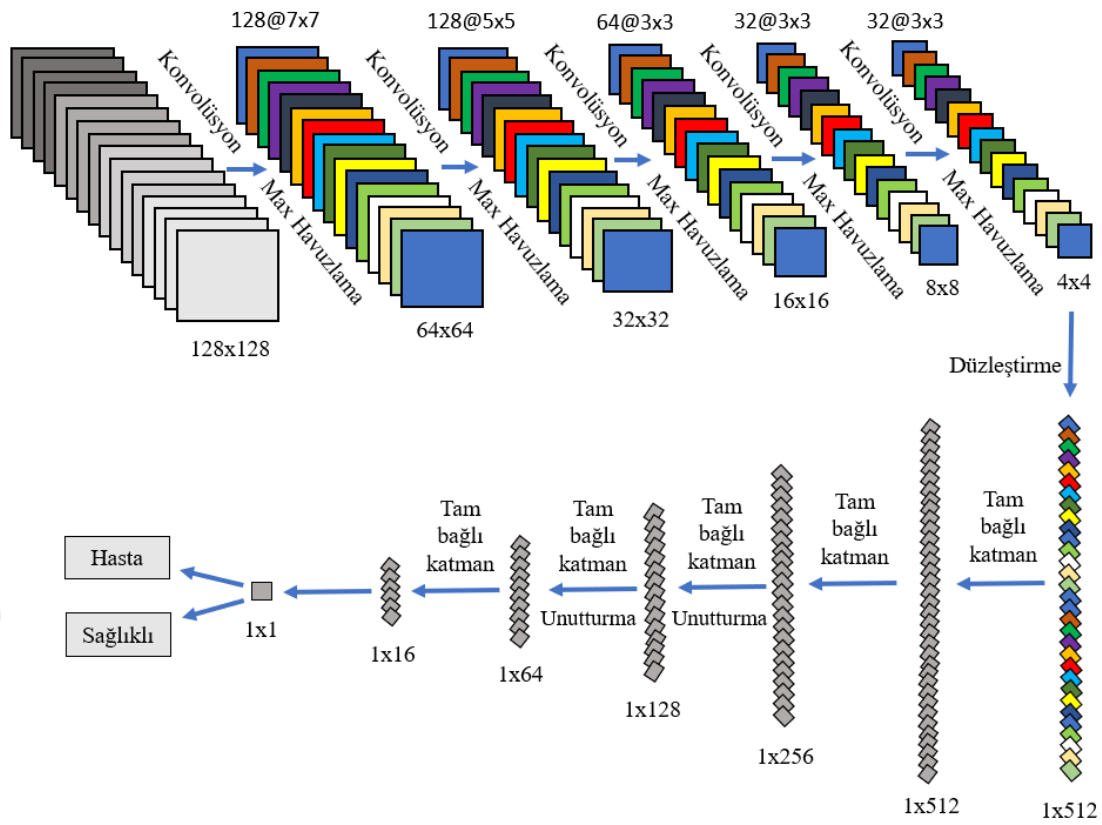 128@7x7
128@5x5
64@3x3
32@3x3
32@3x3
Konvolüsyon
Max Havuzlama
Konvolüsyon
Max Havuzlama
Konvolüsyon
Max Havuzlama
Konvolüsyon
Max Havuzlama
Konvolüsyon
Max Havuzlama
128x128
64x64
32x32
16x16
8x8
4x4
Düzleştirme
Tam
bağlı
katman
Tam
bağlı
katman
Tam
bağlı
katman
Unutturma
Tam
bağlı
katman
Unutturma
Tam
bağlı
katman
Hasta
Sağlıklı
1x1
1x16
1x64
1x128
1x256
1x512
1x512